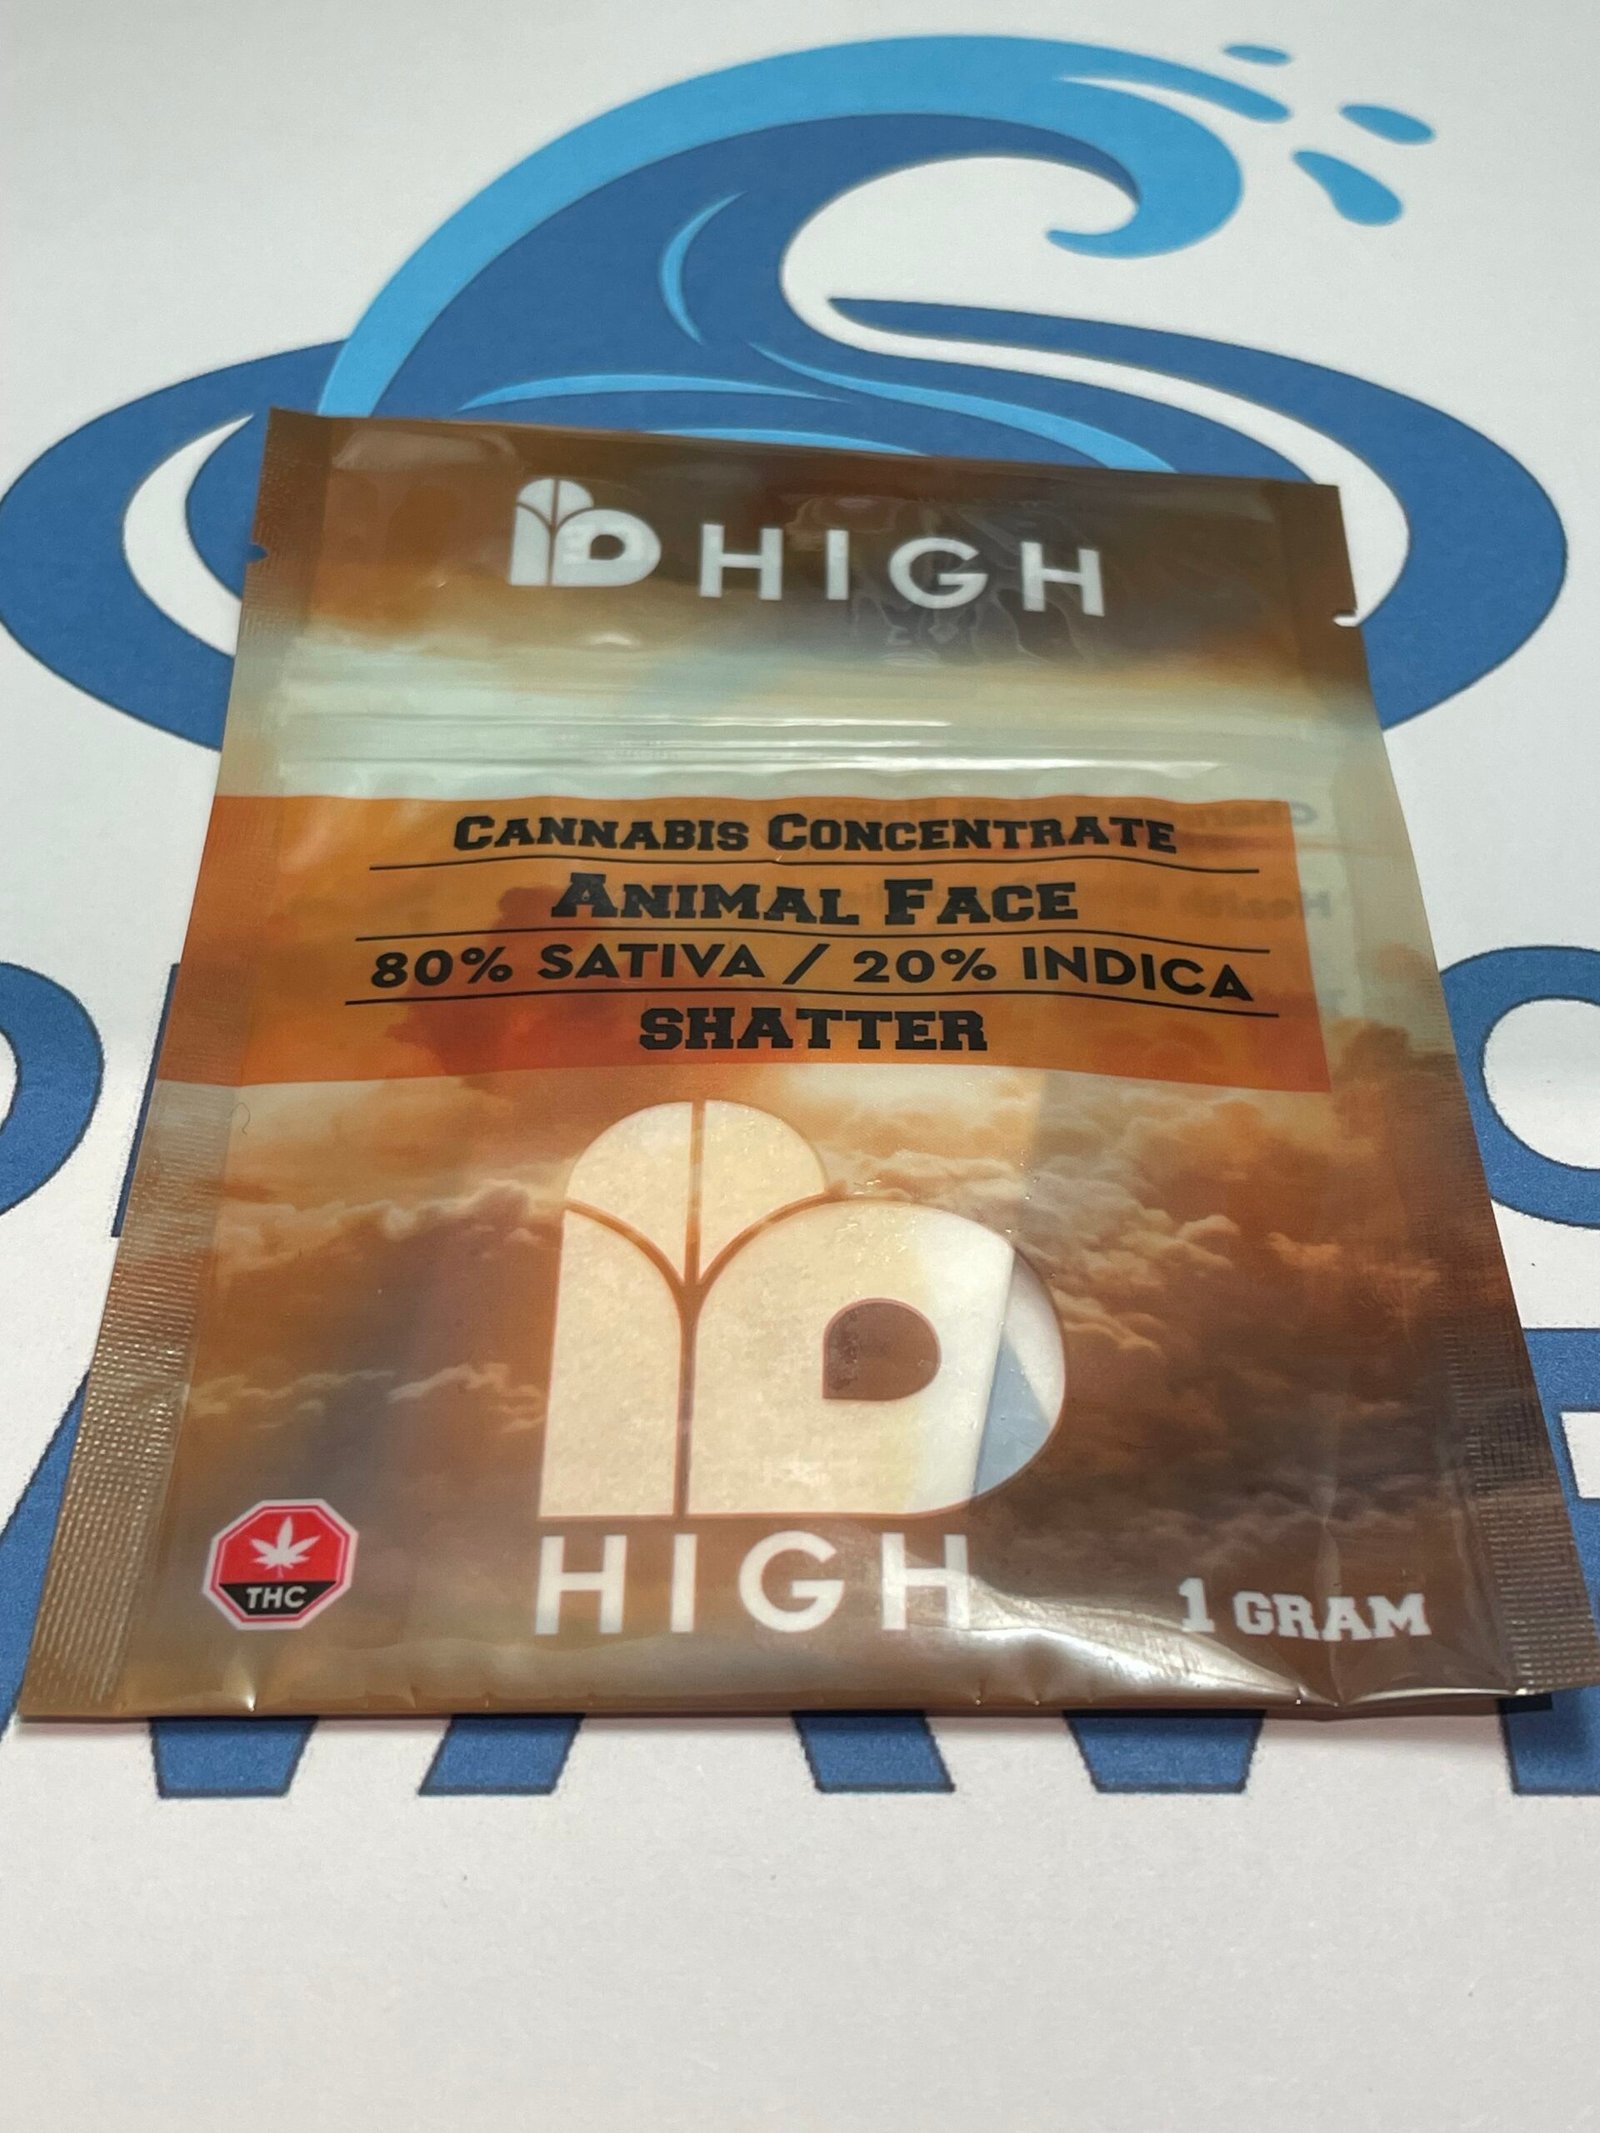 HIGH
CANNABIS CONCENTRATE
ANIMAL FACE
80% SATIVA / 20% INDICA
SHATTER
HIGH
THC
1 GRAM